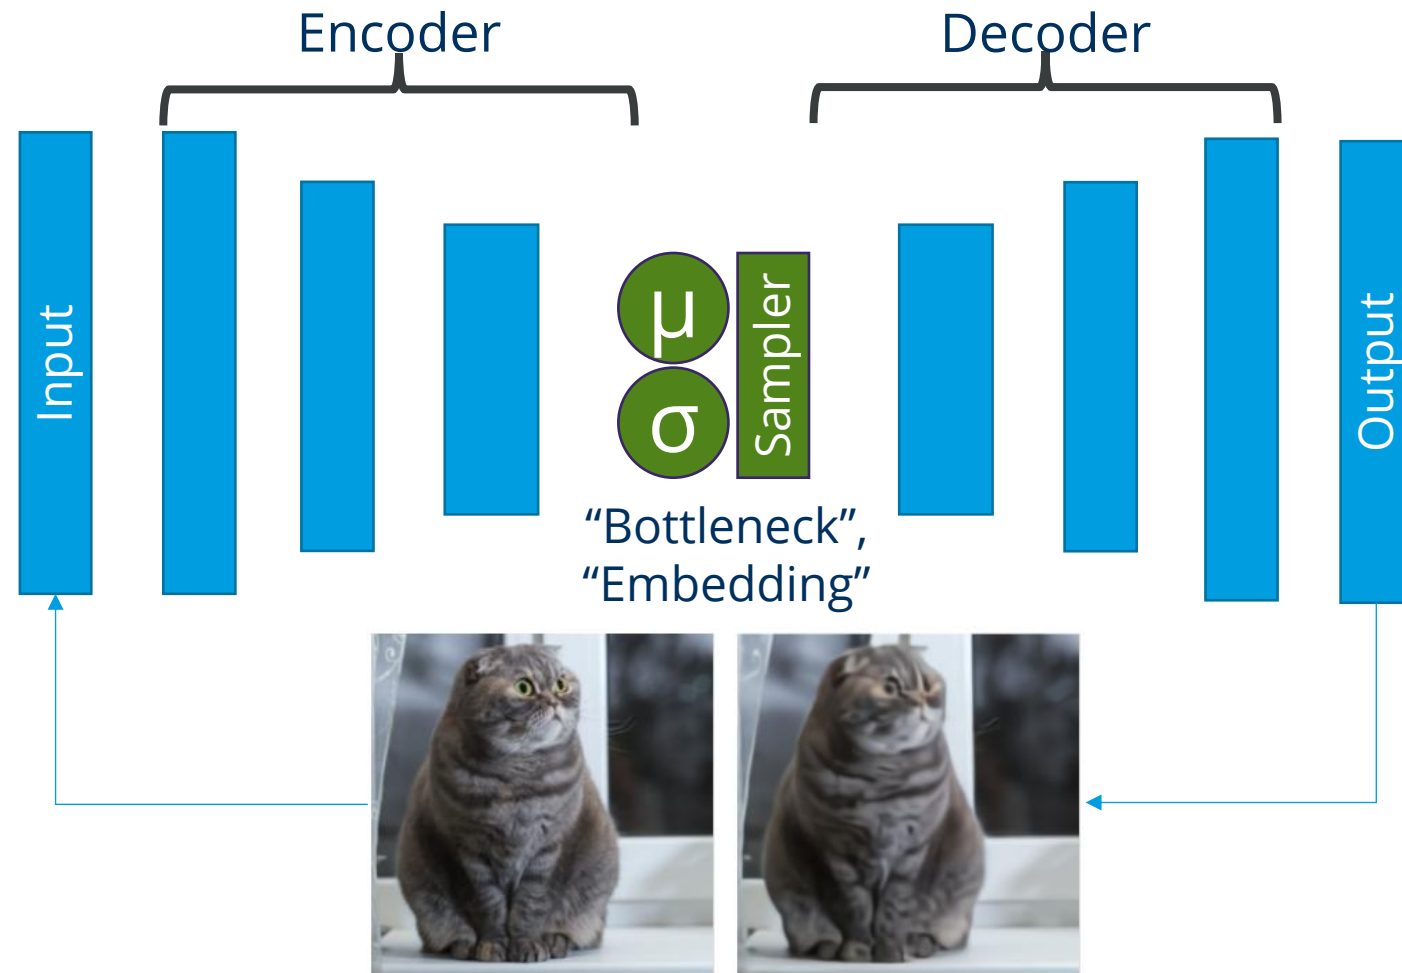 Encoder
Decoder
Input
μ
σ
Sampler
Output
“Bottleneck”,
“Embedding”